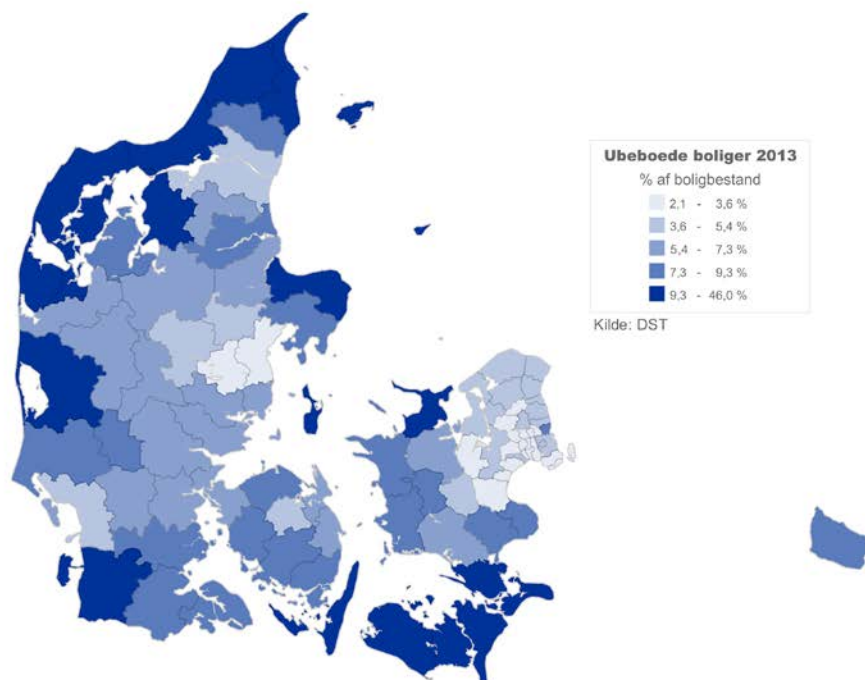 Ubeboede boliger 2013
% af boligbestand
2,1 - 3,6 %
3,6 - 5,4 %
5,4 - 7,3 %
7,3 - 9,3 %
9,3 - 46,0 %
Kilde: DST